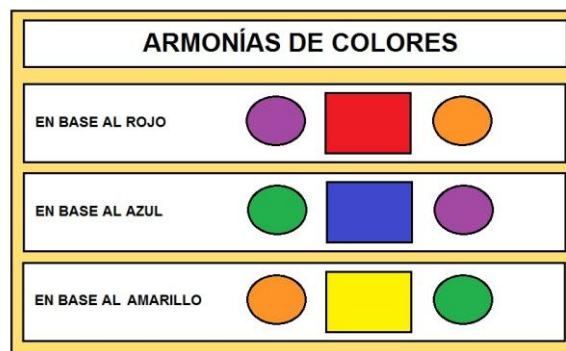 ARMONÍAS DE COLORES
EN BASE AL ROJO
EN BASE AL AZUL
EN BASE AL AMARILLO